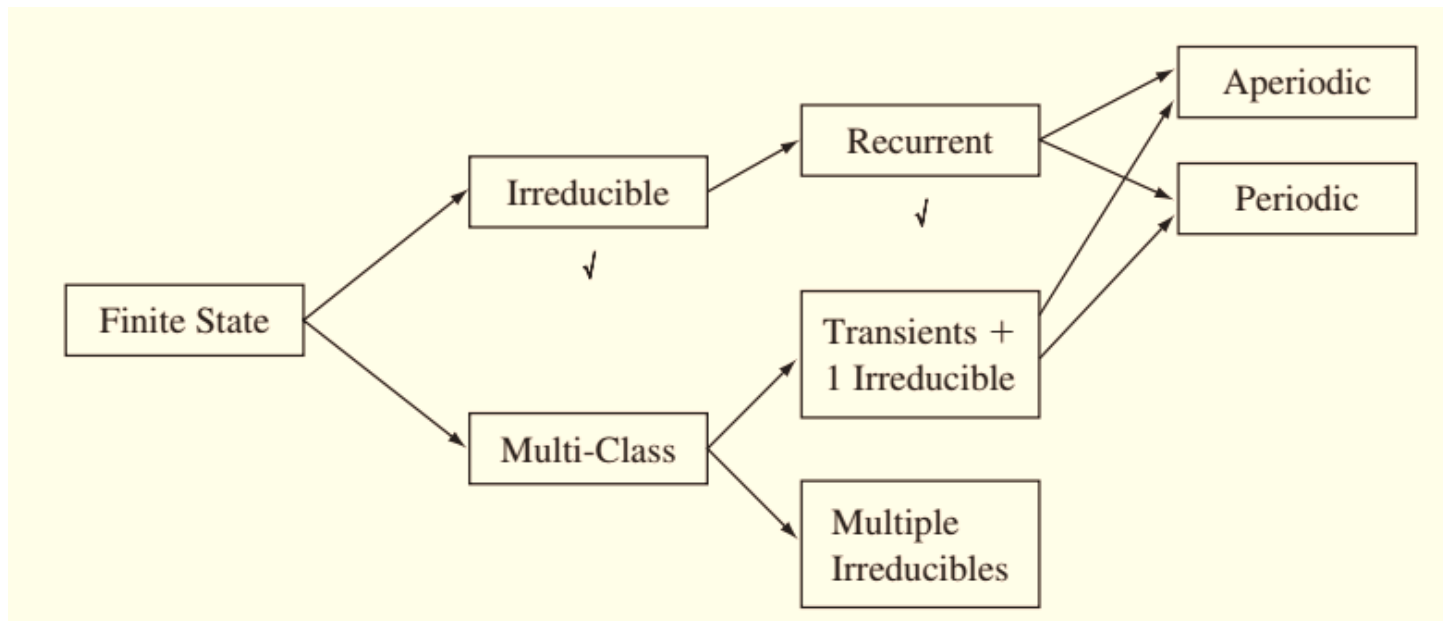 Finite State
Irreducible
√
Multi-Class
Recurrent
√
Transients +
1 Irreducible
Multiple
Irreducibles
Aperiodic
Periodic